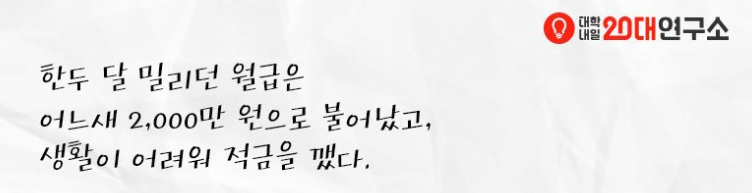 대학
내일 20대연구소
한두 달 밀리던 월급은
어느새 2,000만 원으로 불어났고,
생활이 어려워 적금을 깼다.